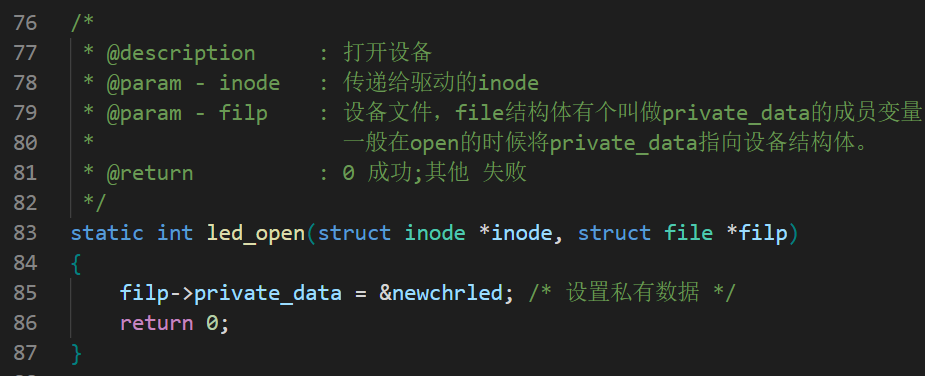 76 /*
77  * @description     : 打开设备
78  * @param - inode   : 传递给驱动的inode
79  * @param - filp    : 设备文件，file结构体有个叫做private_data的成员变量
80  *                    一般在open的时候将private_data指向设备结构体。
81  * @return          : 0 成功;其他 失败
82  */
83 static int led_open(struct inode *inode, struct file *filp)
84 {
85     filp->private_data = &newchrled; /* 设置私有数据 */
86     return 0;
87 }